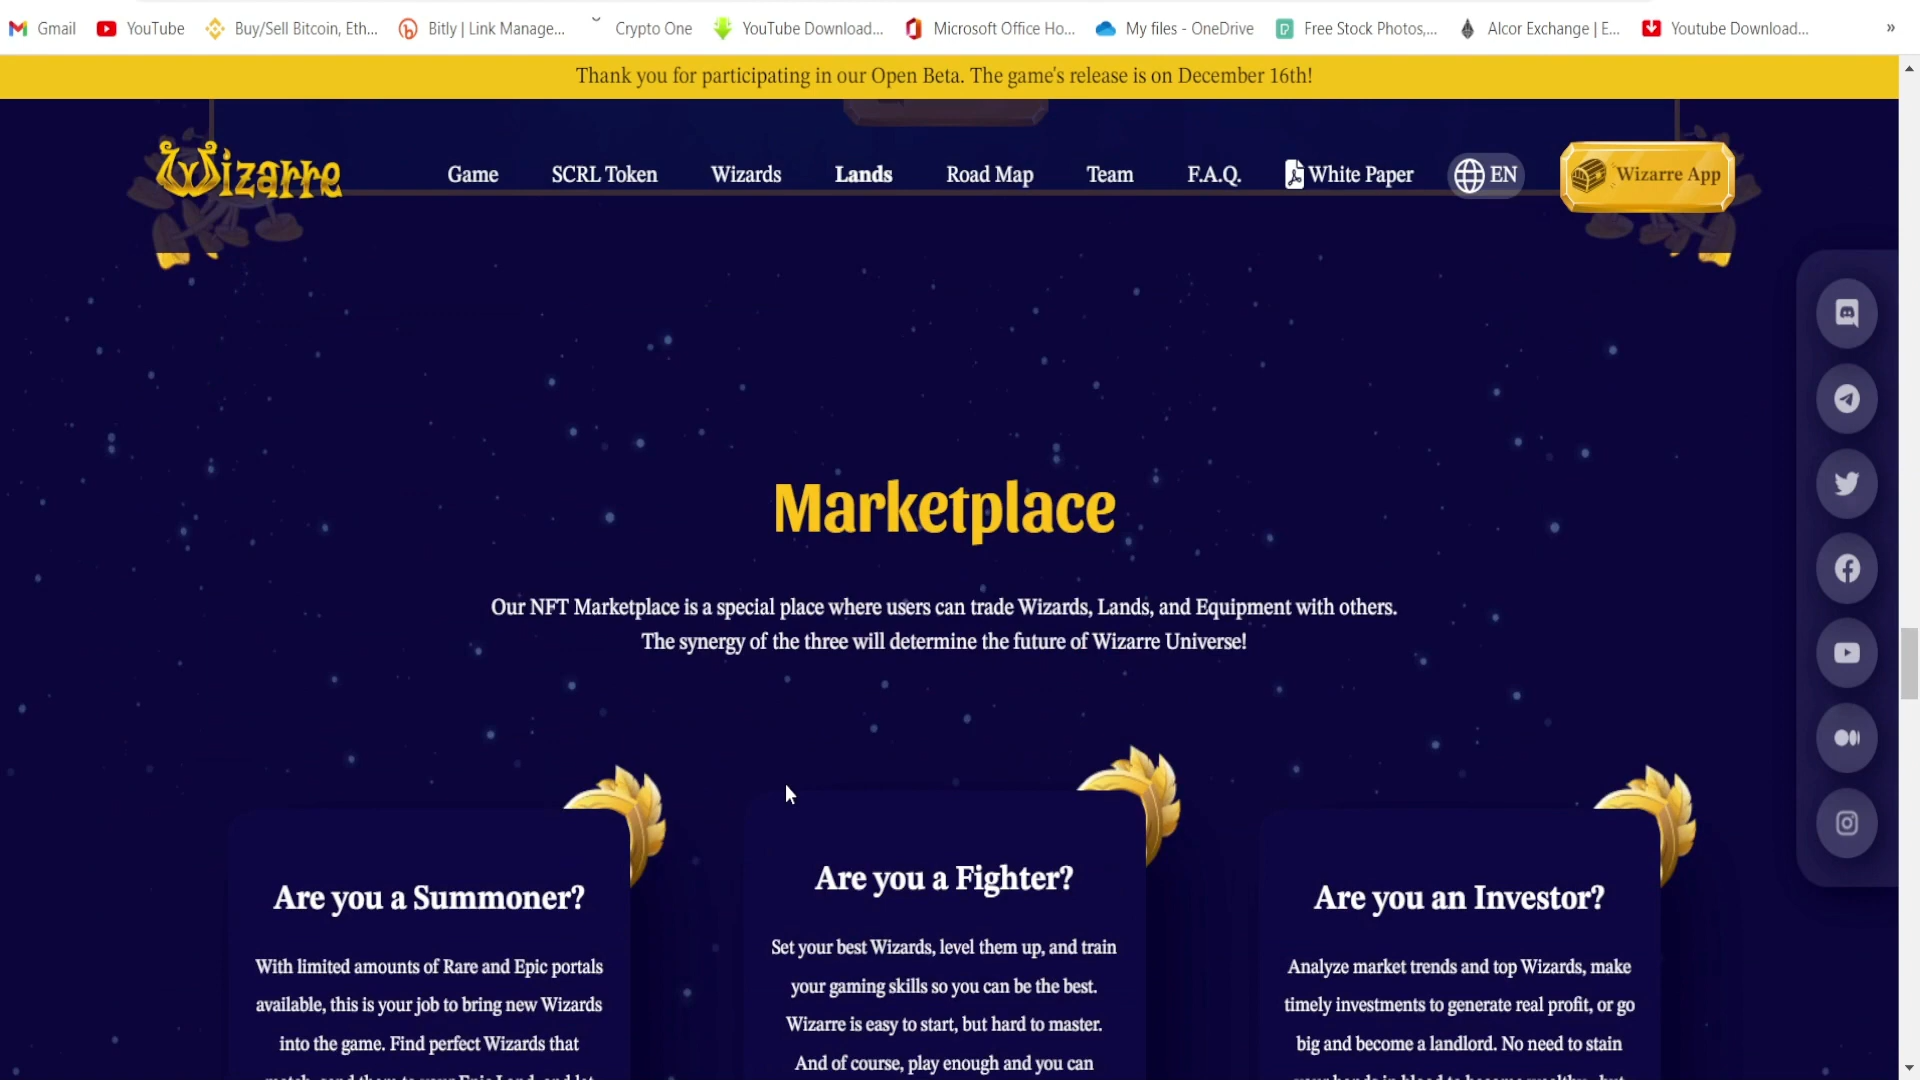 Gmail YouTube Buy/Sell Bitcoin, Eth... Bitly | Link Manage... Crypto One YouTube Download... Microsoft Office Ho... My files - OneDrive Free Stock Photos,... Alcor Exchange | E... Youtube Download... »
Thank you for participating in our Open Beta. The game's release is on December 16th!
Wizarre Game SCRL Token Wizards Lands Road Map Team F.A.Q. White Paper EN Wizarre App
Marketplace
Our NFT Marketplace is a special place where users can trade Wizards, Lands, and Equipment with others.
The synergy of the three will determine the future of Wizarre Universe!
Are you a Summoner?
With limited amounts of Rare and Epic portals
available, this is your job to bring new Wizards
into the game. Find perfect Wizards that
Are you a Fighter?
Set your best Wizards, level them up, and train
your gaming skills so you can be the best.
Wizarre is easy to start, but hard to master.
And of course, play enough and you can
Are you an Investor?
Analyze market trends and top Wizards, make
timely investments to generate real profit, or go
big and become a landlord. No need to stain